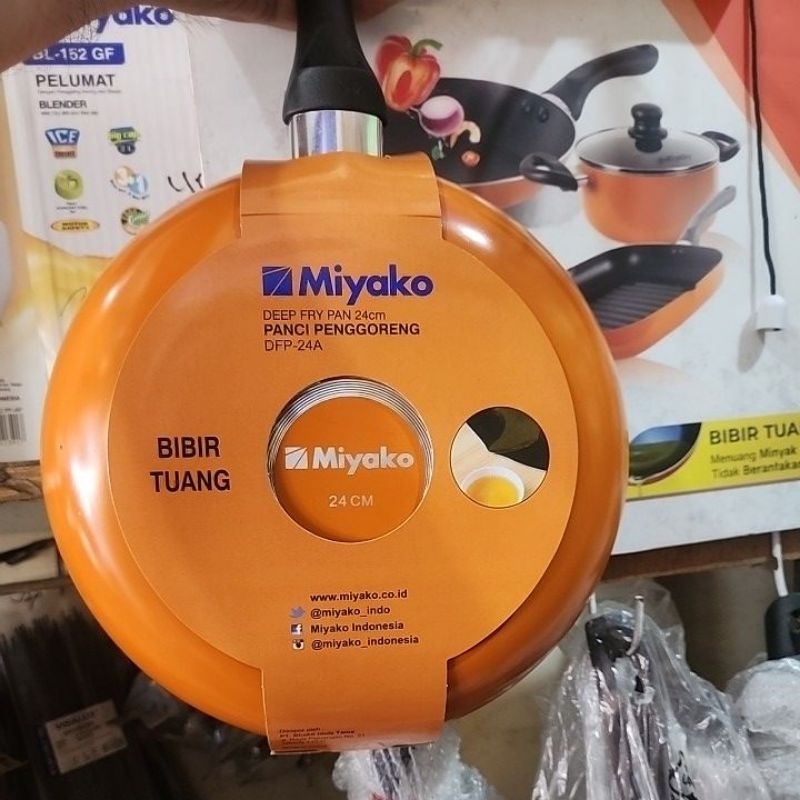 Miyako
BL-152 GF
PELUMAT
BLENDER
ICE
Miyako
DEEP FRY PAN 24cm
PANCI PENGGORENG
DFP-24A
BIBIR
TUANG
Miyako
24 CM
www.miyako.co.id
@miyako_indo
Miyako Indonesia
@miyako_indonesia
BIBIR TUA
Menuang Minyak
Tidak Berantaka